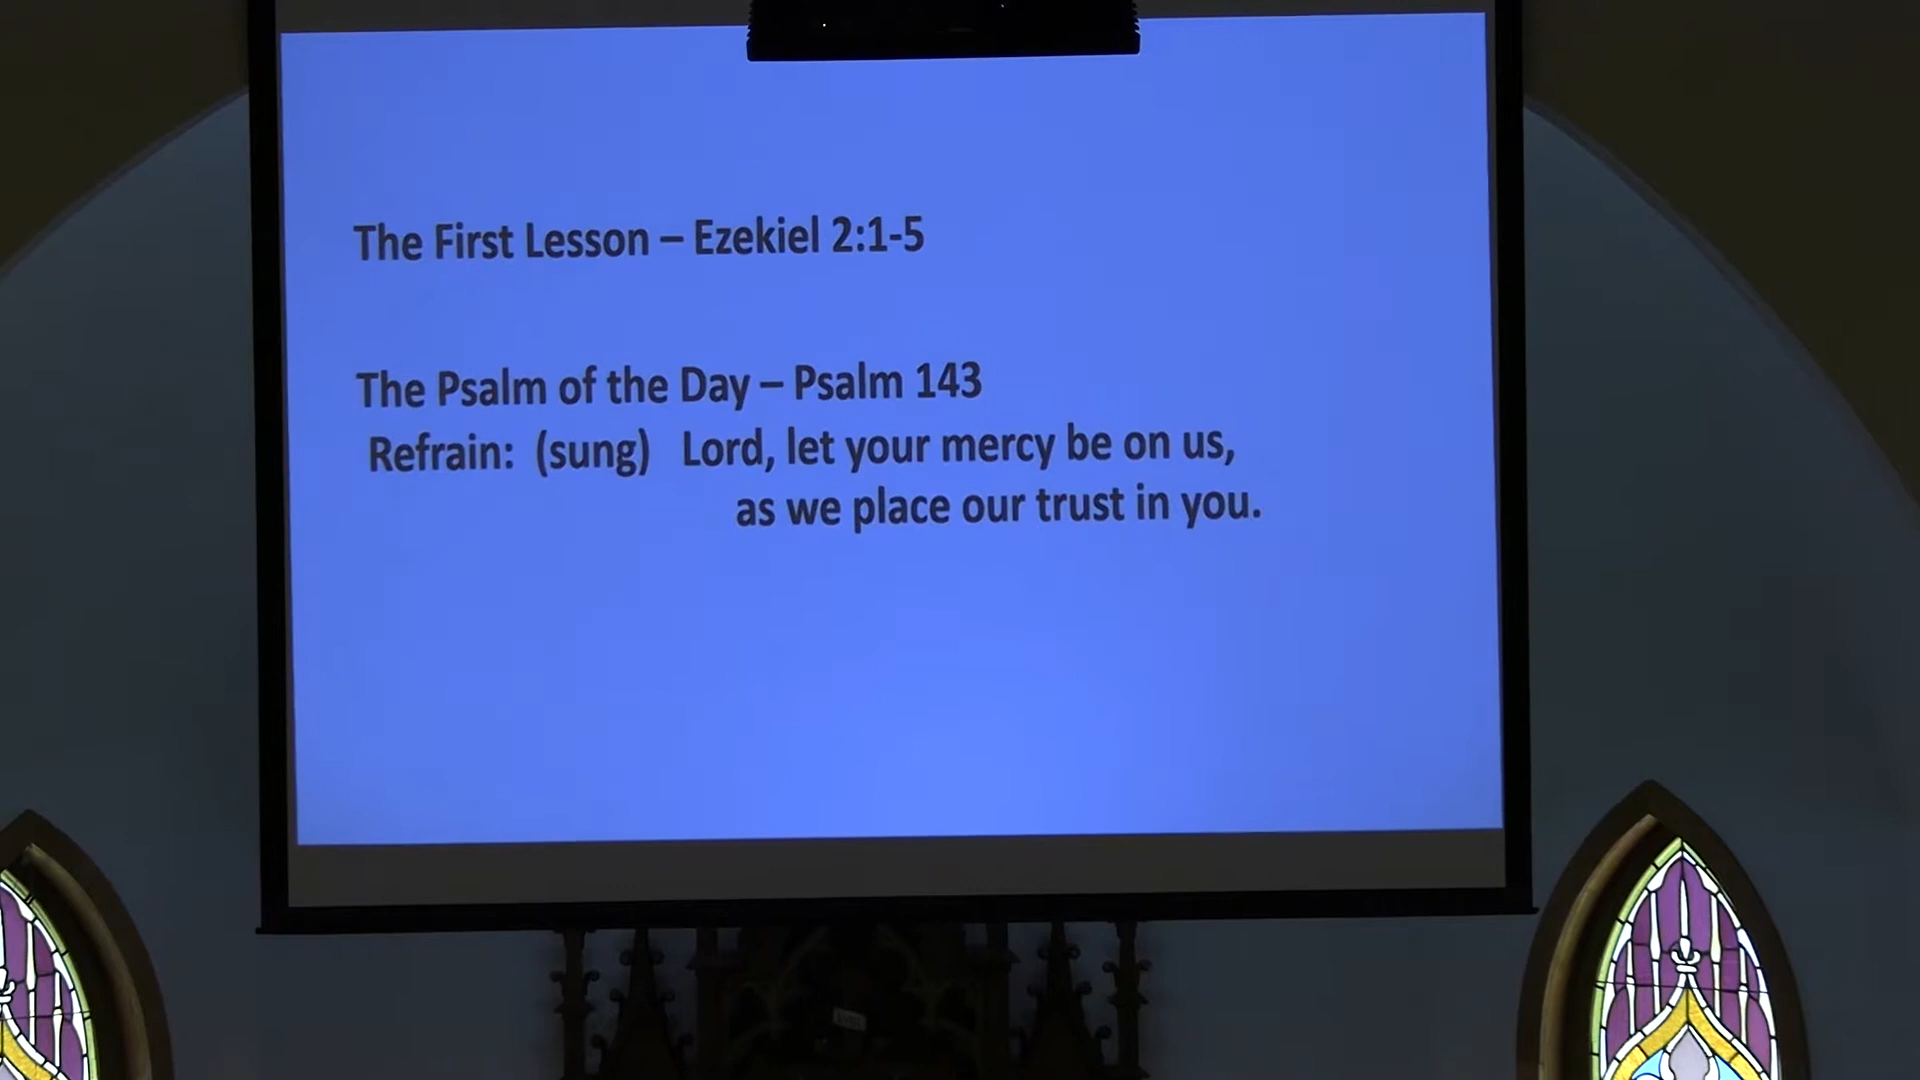 The First Lesson – Ezekiel 2:1-5
The Psalm of the Day – Psalm 143
Refrain: (sung) Lord, let your mercy be on us,
as we place our trust in you.